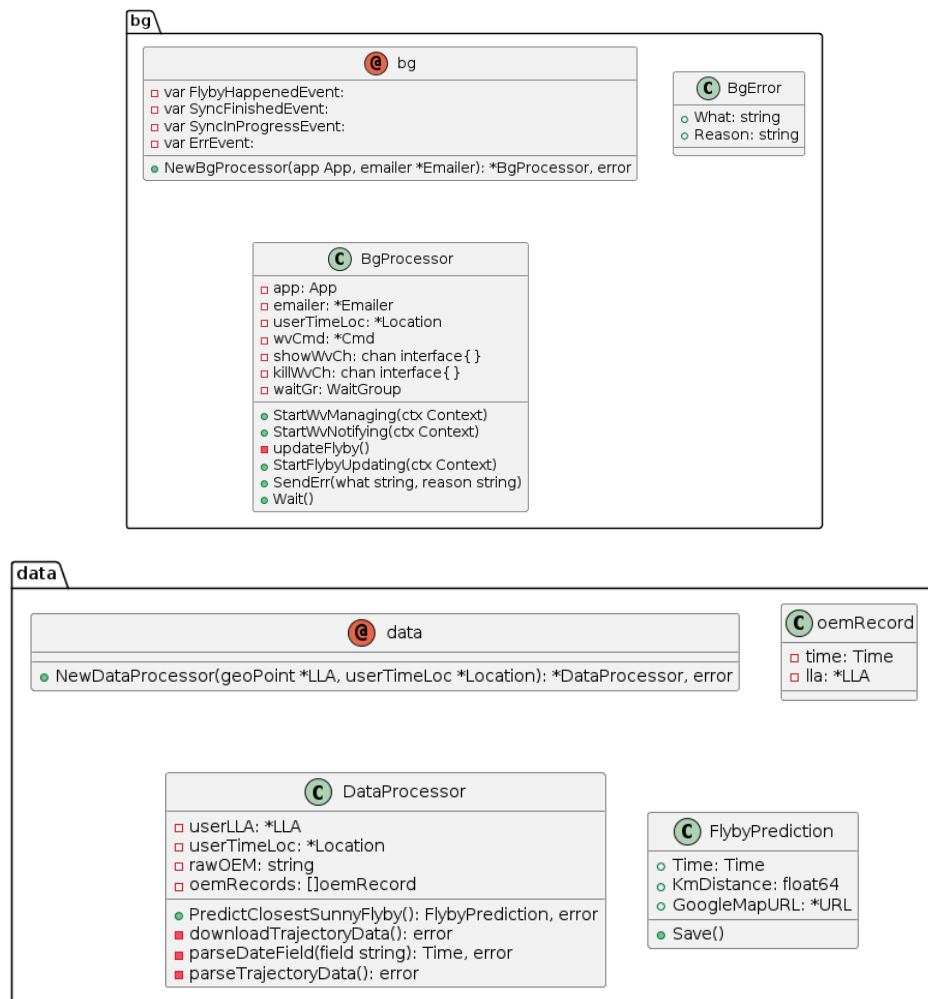 bg
@ bg
var FlybyHappenedEvent:
var SyncFinishedEvent:
var SyncInProgressEvent:
var ErrEvent:
NewBgProcessor(app App, emailer *Emailer): *BgProcessor, error
C BgError
What: string
Reason: string
C BgProcessor
app: App
emailer: *Emailer
userTimeLoc: *Location
wvCmd: *Cmd
showWvCh: chan interface{}
killWvCh: chan interface{}
waitGr: WaitGroup
StartWvManaging(ctx Context)
StartWvNotifying(ctx Context)
updateFlyby()
StartFlybyUpdating(ctx Context)
SendErr(what string, reason string)
Wait()
data
@ data
NewDataProcessor(geoPoint *LLA, userTimeLoc *Location): *DataProcessor, error
C oemRecord
time: Time
lla: *LLA
C DataProcessor
userLLA: *LLA
userTimeLoc: *Location
rawOEM: string
oemRecords: []oemRecord
PredictClosestSunnyFlyby(): FlybyPrediction, error
downloadTrajectoryData(): error
parseDateField(field string): Time, error
parseTrajectoryData(): error
C FlybyPrediction
Time: Time
KmDistance: float64
GoogleMapURL: *URL
Save()